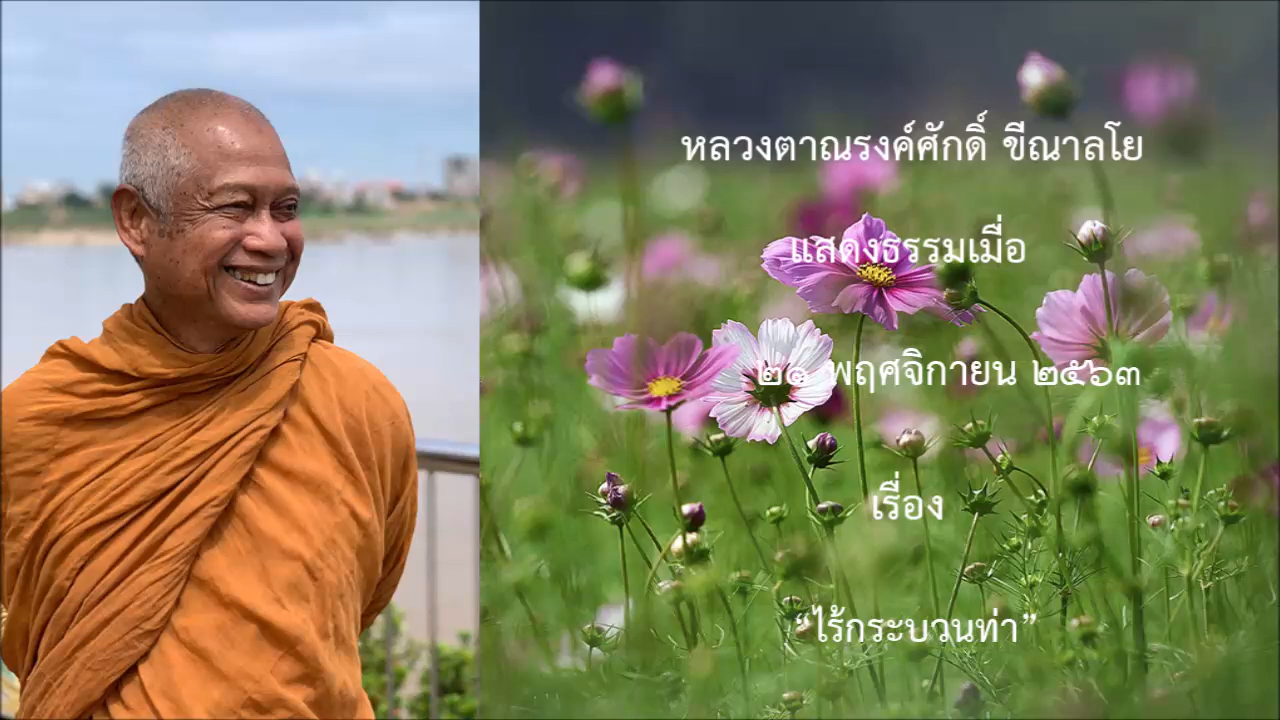 หลวงตาณรงค์ศักดิ์ ขีณาลโย
แสดงธรรมเมื่อ
๒๑ พฤศจิกายน ๒๕๖๓
เรื่อง
“ไร้กระบวนท่า”